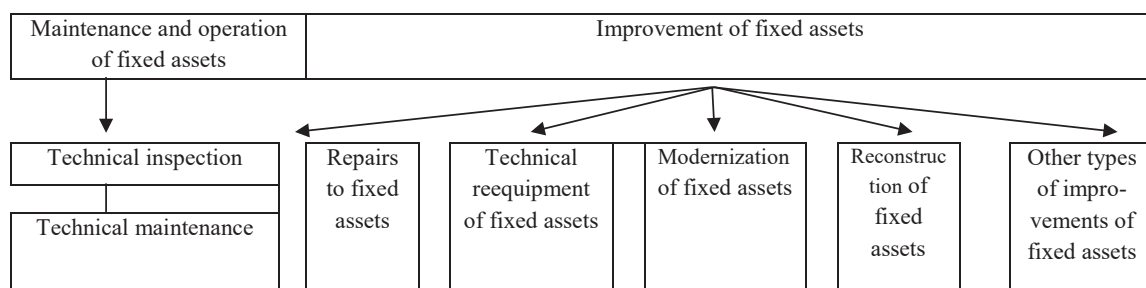 Maintenance and operation
of fixed assets
Improvement of fixed assets
Technical inspection
Technical maintenance
Repairs
to fixed
assets
Technical
reequipment
of fixed assets
Modernization
of fixed assets
Reconstruc
tion of
fixed
assets
Other types
of impro-
vements of
fixed assets